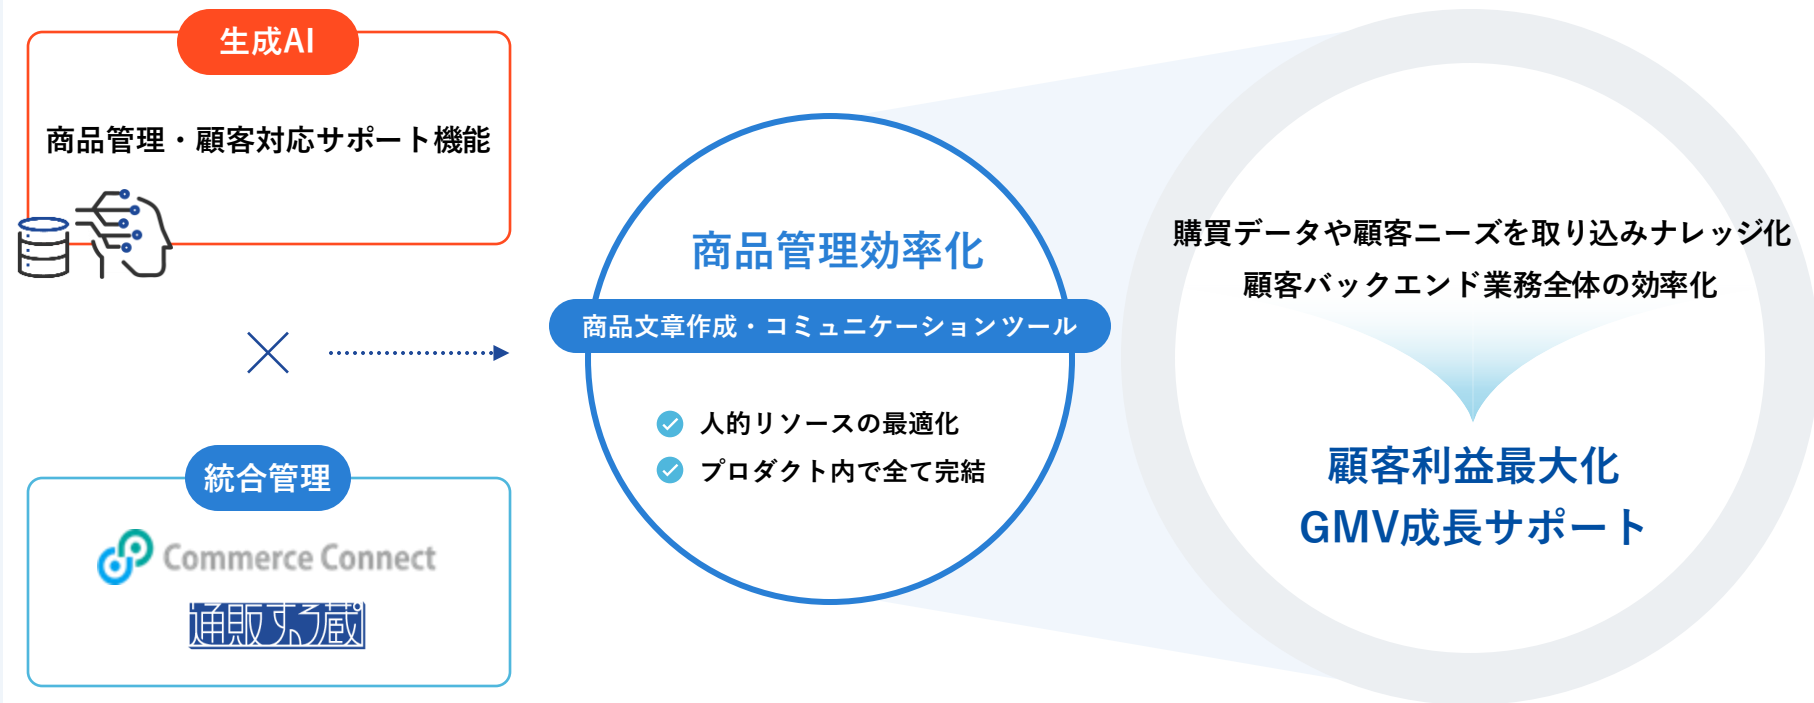 生成AI
商品管理・顧客対応サポート機能
統合管理
Commerce Connect
通販する蔵
商品管理効率化
商品文章作成・コミュニケーションツール
人的リソースの最適化
プロダクト内で全て完結
購買データや顧客ニーズを取り込みナレッジ化
顧客バックエンド業務全体の効率化
顧客利益最大化
GMV成長サポート